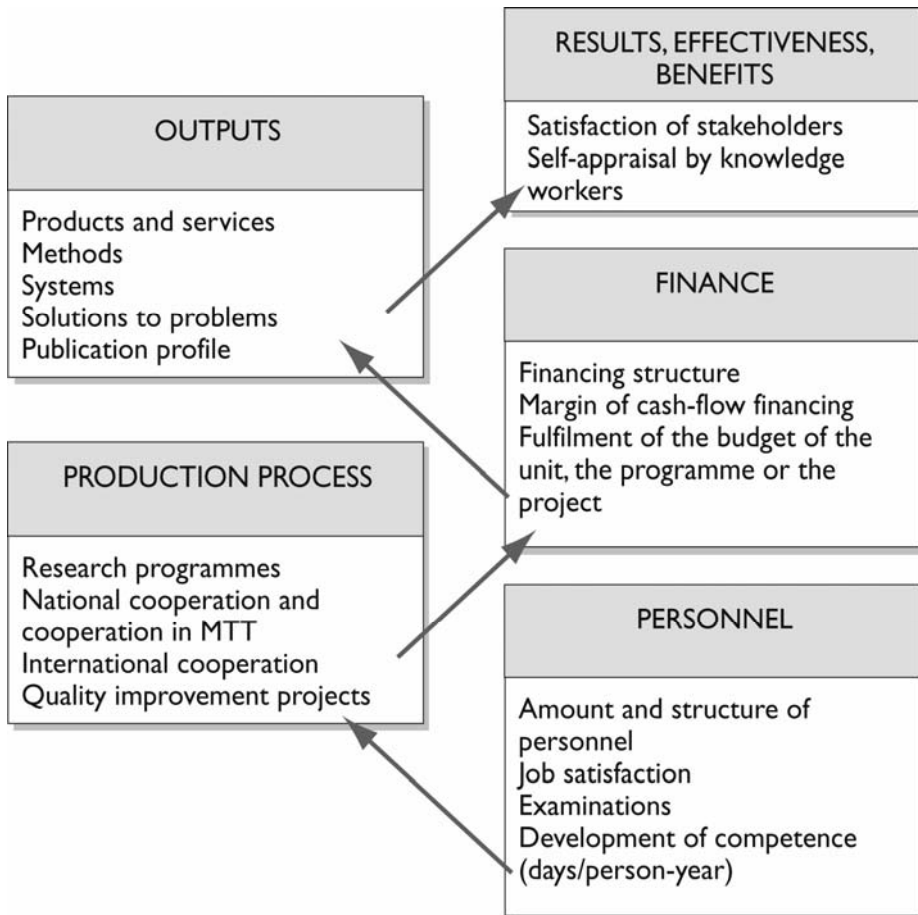 RESULTS, EFFECTIVENESS,
BENEFITS
Satisfaction of stakeholders
Self-appraisal by knowledge
workers
OUTPUTS
Products and services
Methods
Systems
Solutions to problems
Publication profile
FINANCE
Financing structure
Margin of cash-flow financing
Fulfilment of the budget of the
unit, the programme or the
project
PRODUCTION PROCESS
Research programmes
National cooperation and
cooperation in MTT
International cooperation
Quality improvement projects
PERSONNEL
Amount and structure of
personnel
Job satisfaction
Examinations
Development of competence
(days/person-year)